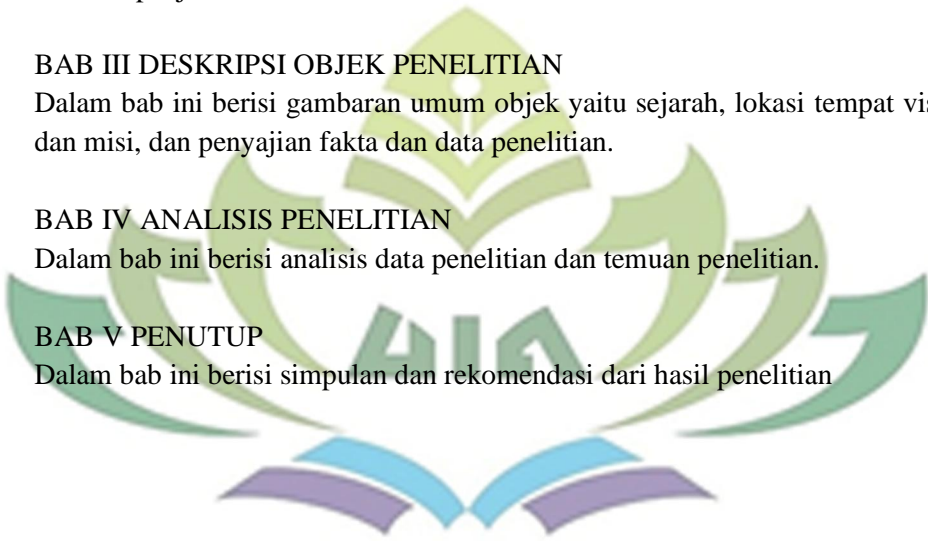 BAB III DESKRIPSI OBJEK PENELITIAN
Dalam bab ini berisi gambaran umum objek yaitu sejarah, lokasi tempat vis
dan misi, dan penyajian fakta dan data penelitian.
BAB IV ANALISIS PENELITIAN
Dalam bab ini berisi analisis data penelitian dan temuan penelitian.
BAB V PENUTUP
Dalam bab ini berisi simpulan dan rekomendasi dari hasil penelitian